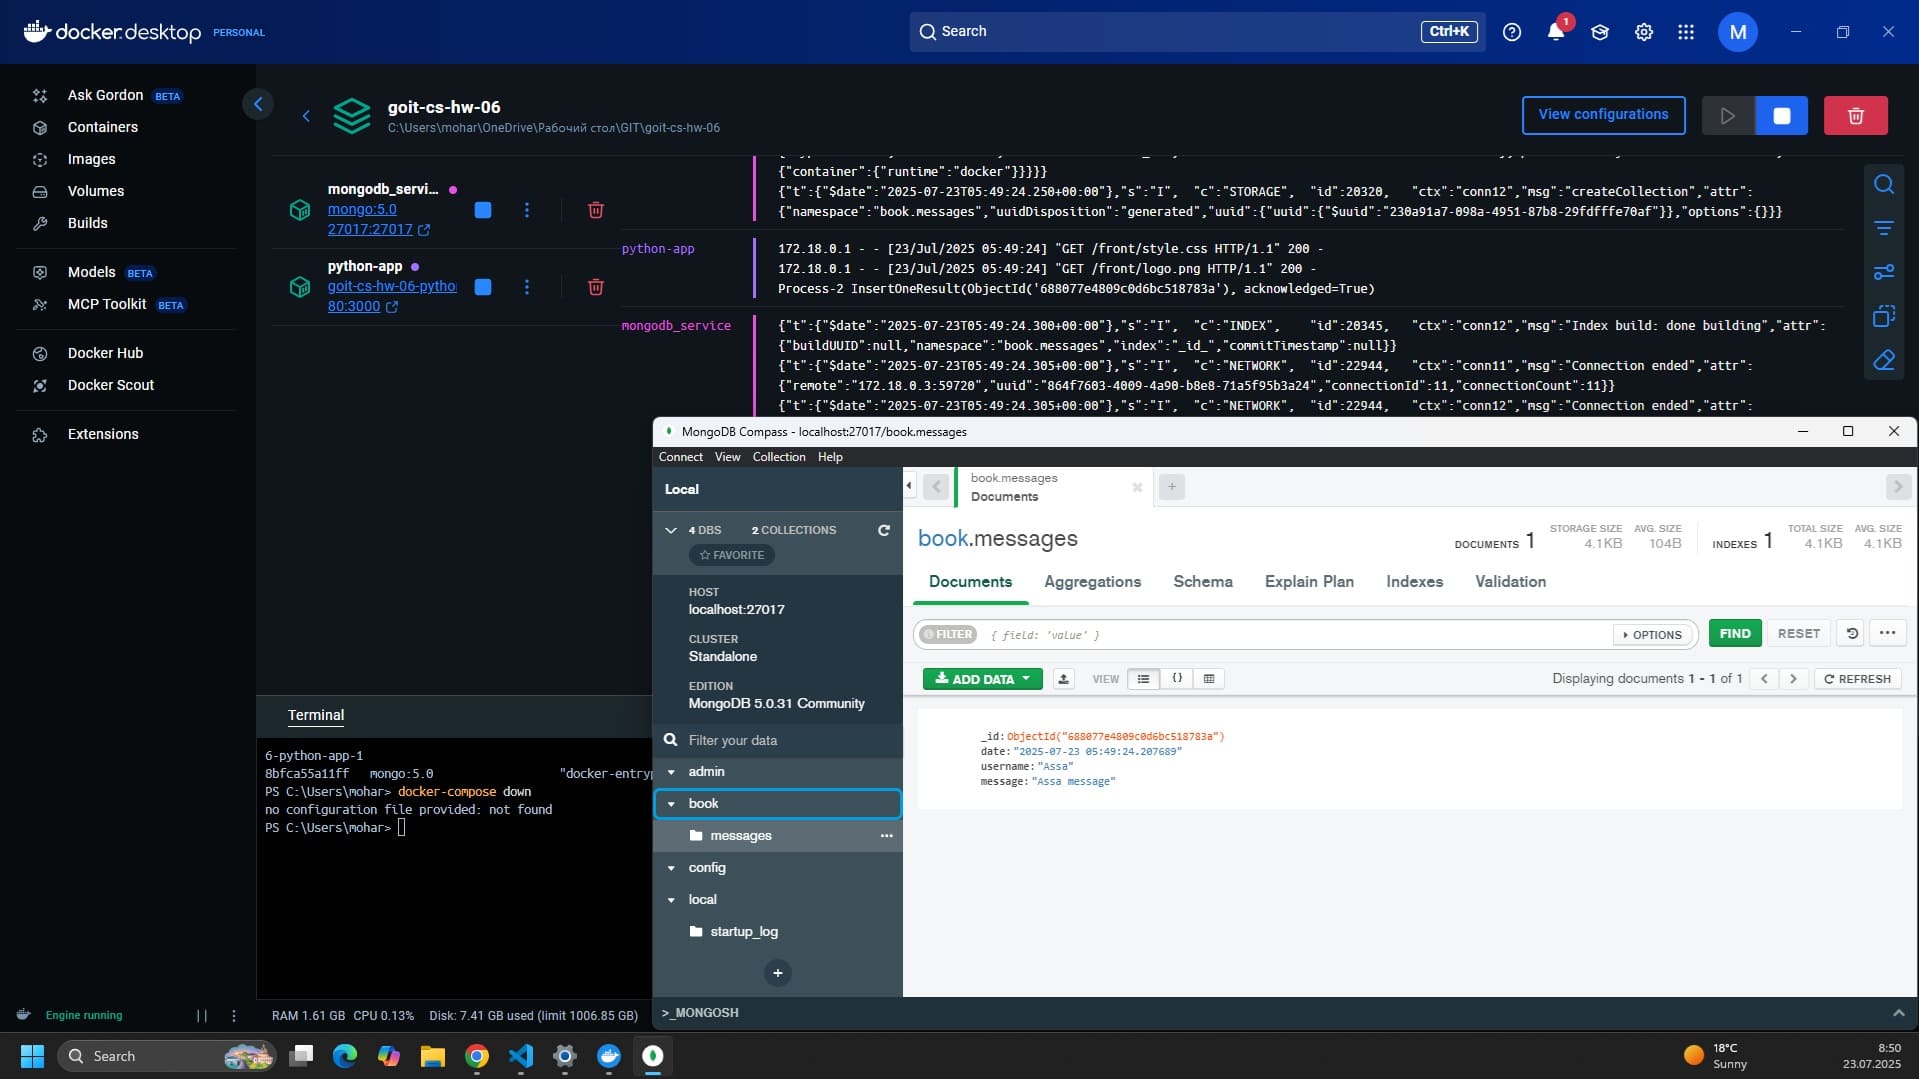 docker.desktop PERSONAL
Search
Ctrl+K
1
M
Ask Gordon BETA
Containers
Images
Volumes
Builds
Models BETA
MCP Toolkit BETA
Docker Hub
Docker Scout
Extensions
goit-cs-hw-06
C:\Users\mohar\OneDrive\Рабочий стол\GIT\goit-cs-hw-06
View configurations
mongodb_servi...
mongo:5.0
27017:27017
python-app
goit-cs-hw-06-pytho
80:3000
{"container":{"runtime":"docker"}}}}}
{"t":{"$date":"2025-07-23T05:49:24.250+00:00"},"s":"I", "c":"STORAGE", "id":20320, "ctx":"conn12","msg":"createCollection","attr":
{"namespace":"book.messages","uuidDisposition":"generated","uuid":{"uuid":{"$uuid":"230a91a7-098a-4951-87b8-29fdfffe70af"}},"options":{}}}
python-app
172.18.0.1 - - [23/Jul/2025 05:49:24] "GET /front/style.css HTTP/1.1" 200 -
172.18.0.1 - - [23/Jul/2025 05:49:24] "GET /front/logo.png HTTP/1.1" 200 -
Process-2 InsertOneResult(ObjectId('688077e4809c0d6bc518783a'), acknowledged=True)
mongodb_service
{"t":{"$date":"2025-07-23T05:49:24.300+00:00"},"s":"I", "c":"INDEX", "id":20345, "ctx":"conn12","msg":"Index build: done building","attr":
{"buildUUID":null,"namespace":"book.messages","index":"_id_","commitTimestamp":null}}
{"t":{"$date":"2025-07-23T05:49:24.305+00:00"},"s":"I", "c":"NETWORK", "id":22944, "ctx":"conn11","msg":"Connection ended","attr":
{"remote":"172.18.0.3:59720","uuid":"864f7603-4009-4a90-b8e8-71a5f95b3a24","connectionId":11,"connectionCount":11}}
{"t":{"$date":"2025-07-23T05:49:24.305+00:00"},"s":"I", "c":"NETWORK", "id":22944, "ctx":"conn12","msg":"Connection ended","attr":
Terminal
6-python-app-1
8bfca55a11ff mongo:5.0 "docker-entryp
PS C:\Users\mohar> docker-compose down
no configuration file provided: not found
PS C:\Users\mohar>
Engine running
RAM 1.61 GB CPU 0.13% Disk: 7.41 GB used (limit 1006.85 GB)
MongoDB Compass - localhost:27017/book.messages
Connect View Collection Help
Local
4 DBS 2 COLLECTIONS
FAVORITE
HOST
localhost:27017
CLUSTER
Standalone
EDITION
MongoDB 5.0.31 Community
Filter your data
admin
book
messages
config
local
startup_log
>_MONGOSH
book.messages
Documents
book.messages
DOCUMENTS 1
STORAGE SIZE
4.1KB
AVG. SIZE
104B
INDEXES 1
TOTAL SIZE
4.1KB
AVG. SIZE
4.1KB
Documents Aggregations Schema Explain Plan Indexes Validation
FILTER { field: 'value' } OPTIONS FIND RESET
ADD DATA VIEW {} Displaying documents 1 - 1 of 1 REFRESH
_id: ObjectId("688077e4809c0d6bc518783a")
date: "2025-07-23 05:49:24.207689"
username: "Assa"
message: "Assa message"
Search
18°C
Sunny
8:50
23.07.2025